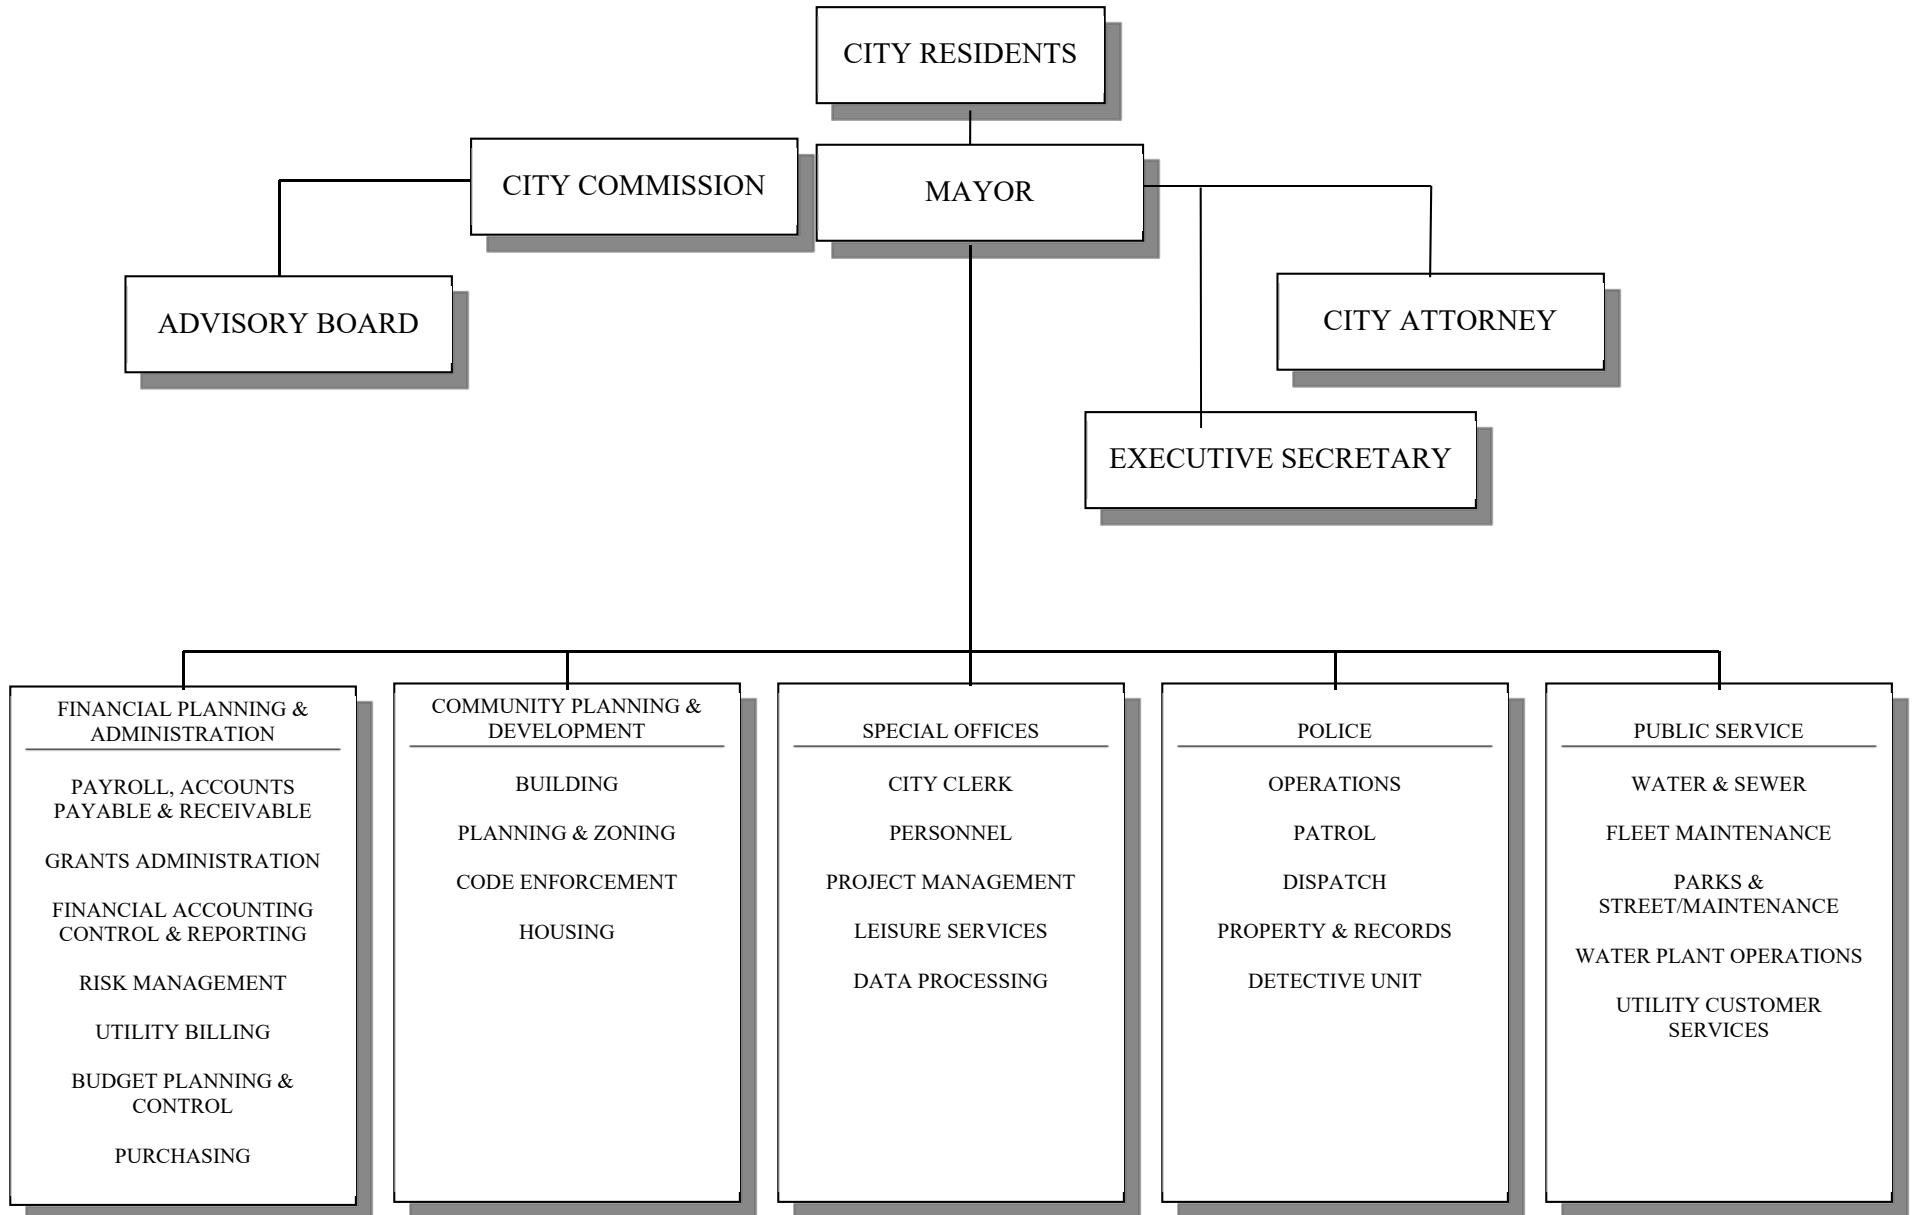 CITY RESIDENTS
CITY COMMISSION
MAYOR
ADVISORY BOARD
CITY ATTORNEY
EXECUTIVE SECRETARY
FINANCIAL PLANNING &
ADMINISTRATION
PAYROLL, ACCOUNTS
PAYABLE & RECEIVABLE
GRANTS ADMINISTRATION
FINANCIAL ACCOUNTING
CONTROL & REPORTING
RISK MANAGEMENT
UTILITY BILLING
BUDGET PLANNING &
CONTROL
PURCHASING
COMMUNITY PLANNING &
DEVELOPMENT
BUILDING
PLANNING & ZONING
CODE ENFORCEMENT
HOUSING
SPECIAL OFFICES
CITY CLERK
PERSONNEL
PROJECT MANAGEMENT
LEISURE SERVICES
DATA PROCESSING
POLICE
OPERATIONS
PATROL
DISPATCH
PROPERTY & RECORDS
DETECTIVE UNIT
PUBLIC SERVICE
WATER & SEWER
FLEET MAINTENANCE
PARKS &
STREET/MAINTENANCE
WATER PLANT OPERATIONS
UTILITY CUSTOMER
SERVICES